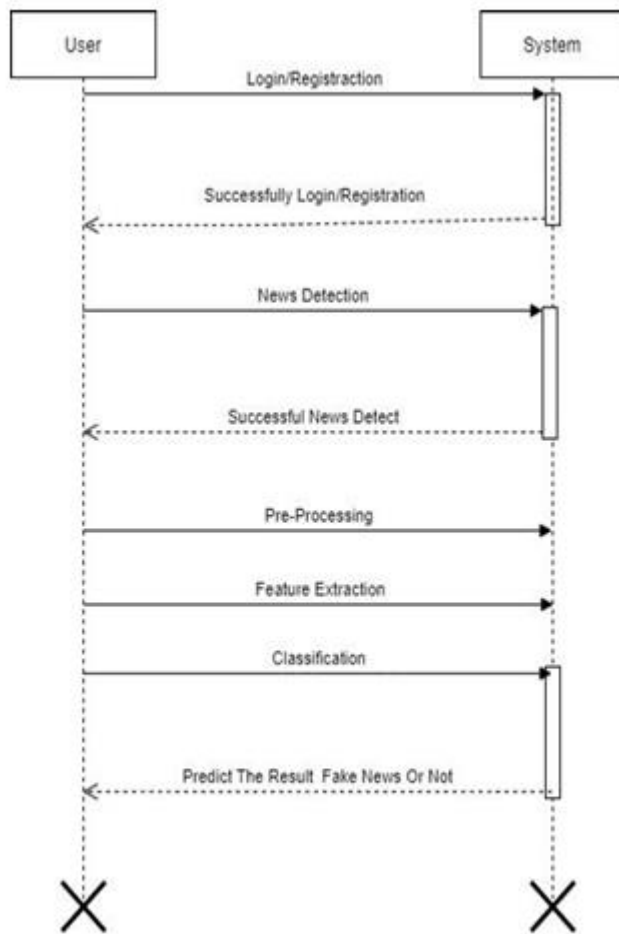 User
System
Login/Registraction
Successfully Login/Registration
News Detection
Successful News Detect
Pre-Processing
Feature Extraction
Classification
Predict The Result Fake News Or Not